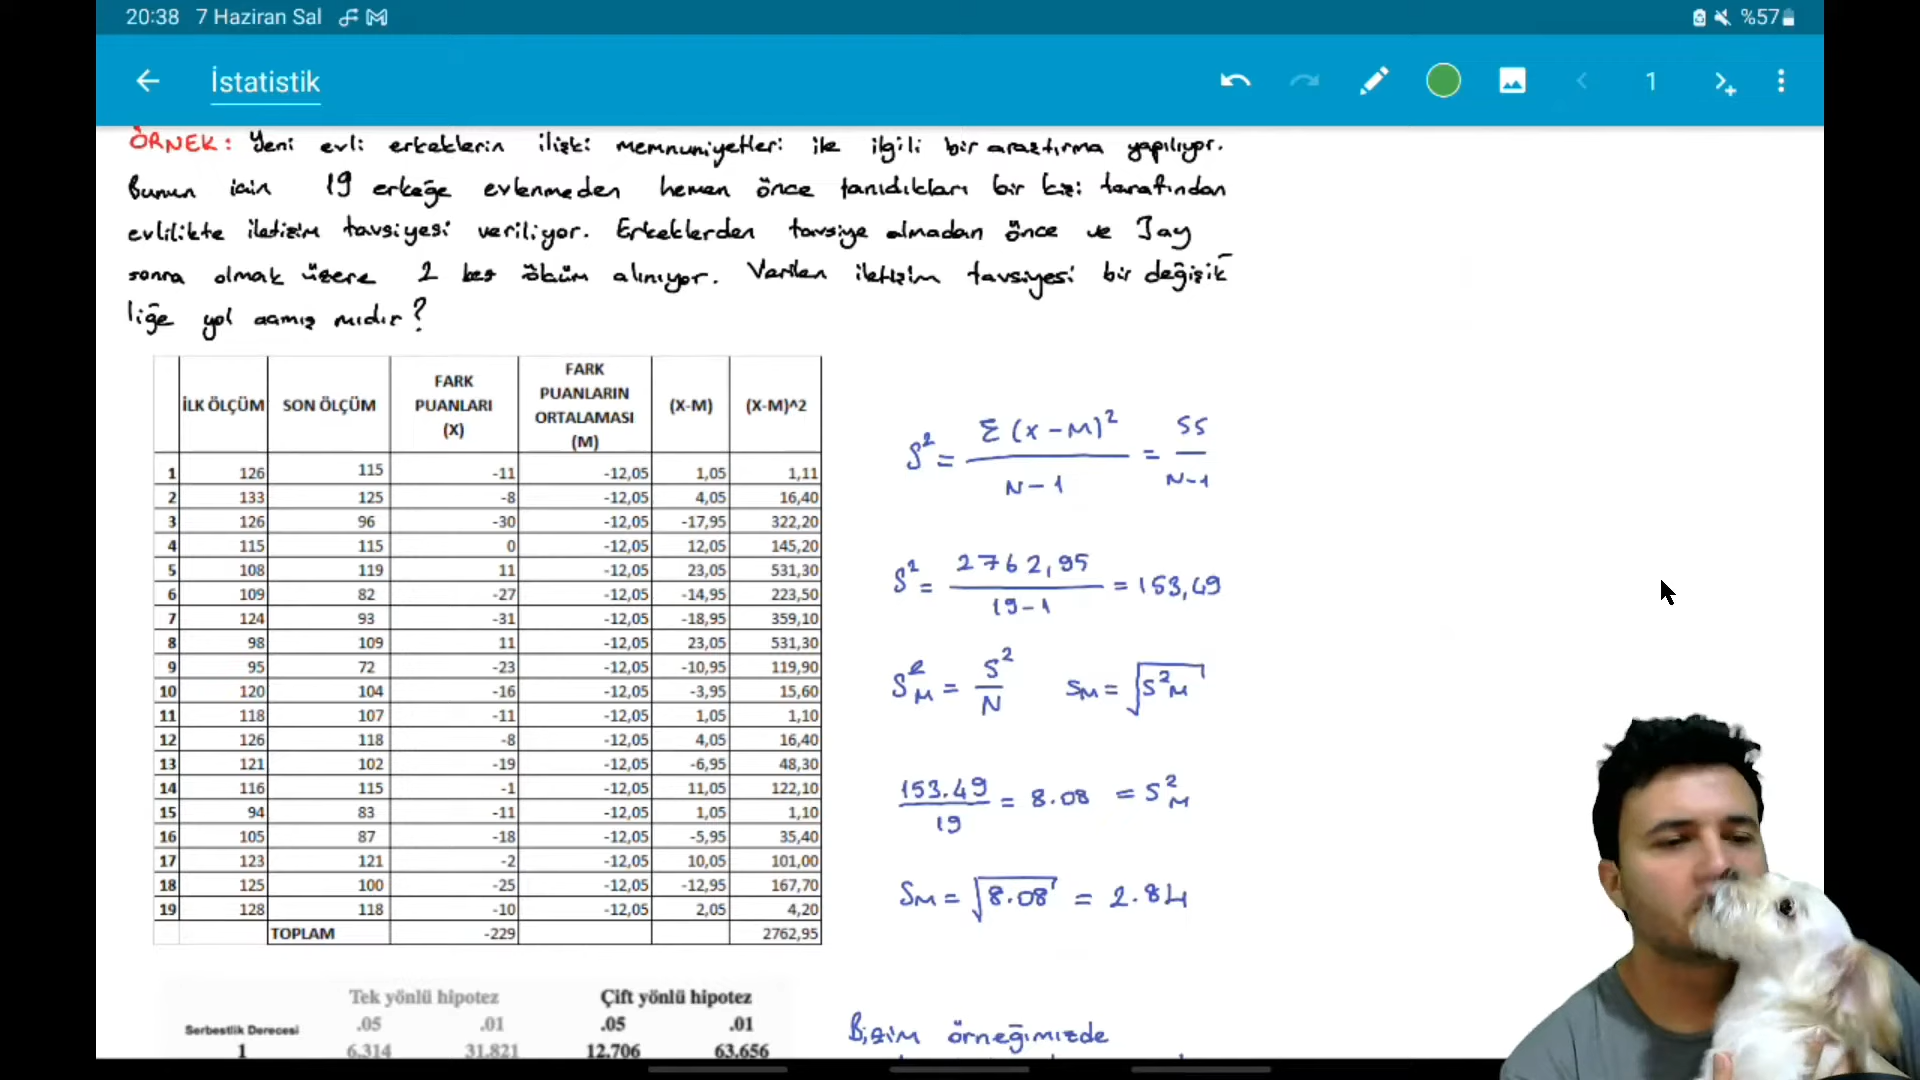 20:38 7 Haziran Sal
%57
İstatistik
1
ÖRNEK: Yeni evli erkeklerin ilişki memnuniyetleri ile ilgili bir araştırma yapılıyor.
Bunun için 19 erkeğe evlenmeden hemen önce tanıdıkları bir kişi tarafından
evlilikte iletişim tavsiyesi veriliyor. Erkeklerden tavsiye almadan önce ve 3 ay
sonra olmak üzere 2 kez ölçüm alınıyor. Verilen iletişim tavsiyesi bir değişik-
liğe yol açmış mıdır?
İLK ÖLÇÜM SON ÖLÇÜM FARK PUANLARI (X) FARK PUANLARIN ORTALAMASI (M) (X-M) (X-M)^2
1 126 115 -11 -12,05 1,05 1,11
2 133 125 -8 -12,05 4,05 16,40
3 126 96 -30 -12,05 -17,95 322,20
4 115 115 0 -12,05 12,05 145,20
5 108 119 11 -12,05 23,05 531,30
6 109 82 -27 -12,05 -14,95 223,50
7 124 93 -31 -12,05 -18,95 359,10
8 98 109 11 -12,05 23,05 531,30
9 95 72 -23 -12,05 -10,95 119,90
10 120 104 -16 -12,05 -3,95 15,60
11 118 107 -11 -12,05 1,05 1,10
12 126 118 -8 -12,05 4,05 16,40
13 121 102 -19 -12,05 -6,95 48,30
14 116 115 -1 -12,05 11,05 122,10
15 94 83 -11 -12,05 1,05 1,10
16 105 87 -18 -12,05 -5,95 35,40
17 123 121 -2 -12,05 10,05 101,00
18 125 100 -25 -12,05 -12,95 167,70
19 128 118 -10 -12,05 2,05 4,20
TOPLAM -229 2762,95
S² = Σ(X-M)² / N-1 = SS / N-1
S² = 2762,95 / 19-1 = 153,49
S²M = S² / N SM = √S²M
153.49 / 19 = 8.08 = S²M
SM = √8.08 = 2.84
Tek yönlü hipotez Çift yönlü hipotez
Serbestlik Derecesi .05 .01 .05 .01
1 6.314 31.821 12.706 63.656
Bizim örneğimizde